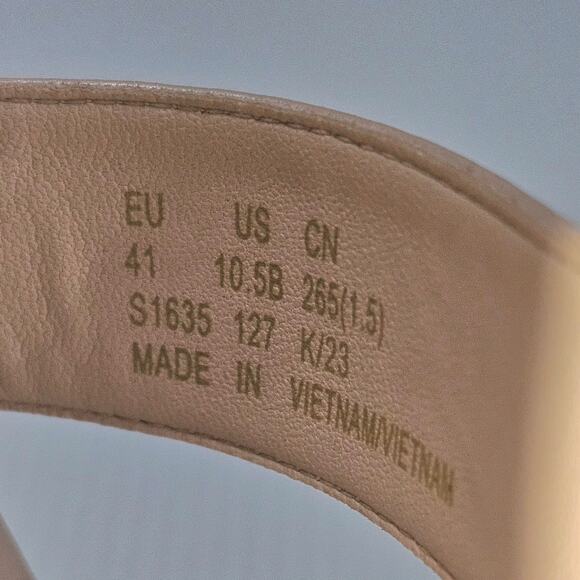 EU US CN
41 10.5B 265(1.5)
S1635 127 K/23
MADE IN VIETNAM/VIETNAM